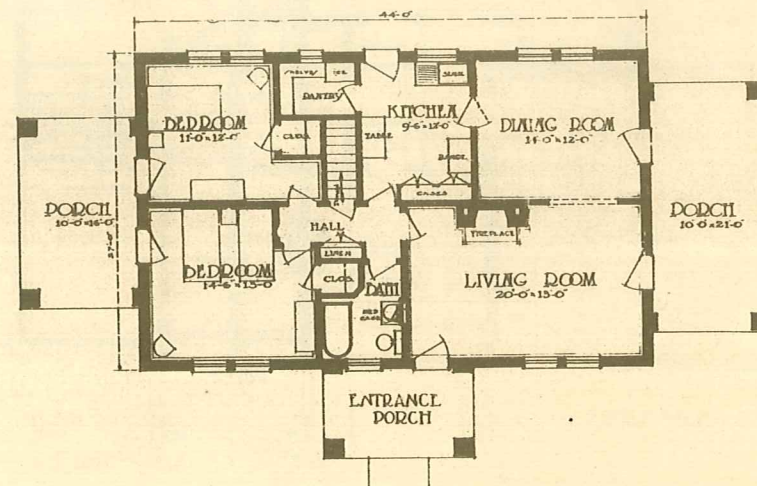 44'-0"
SHELVES
ICE
SINK
PANTRY
BEDROOM
11'-0"x12'-0"
CLOS.
KITCHEN
9'-6"x12'-0"
TABLE
RANGE
CASES
DINING ROOM
14'-0"x12'-0"
PORCH
10'-0"x16'-0"
HALL
LINEN
FIREPLACE
PORCH
10'-0"x21'-0"
BEDROOM
14'-6"x13'-0"
CLOS.
BATH
MED
CASE
LIVING ROOM
20'-0"x13'-0"
ENTRANCE
PORCH